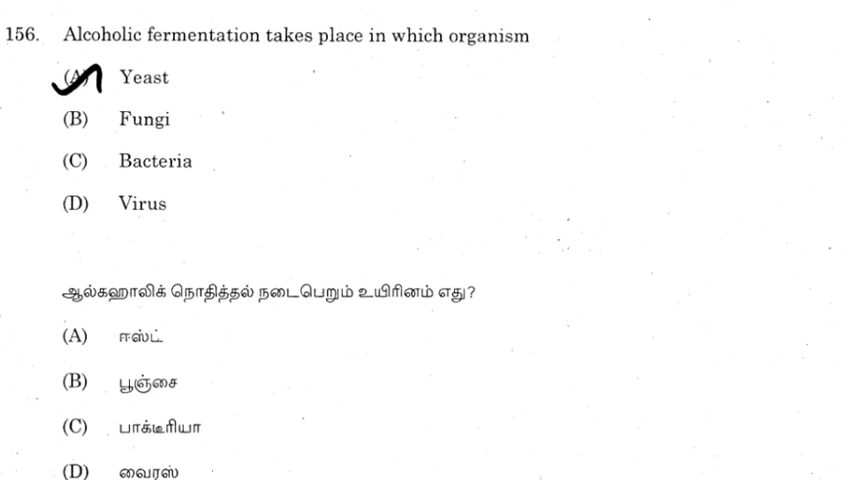 156. Alcoholic fermentation takes place in which organism
(A) Yeast
(B) Fungi
(C) Bacteria
(D) Virus
ஆல்கஹாலிக் நொதித்தல் நடைபெறும் உயிரினம் எது?
(A) ஈஸ்ட்
(B) பூஞ்சை
(C) பாக்டீரியா
(D) வைரஸ்